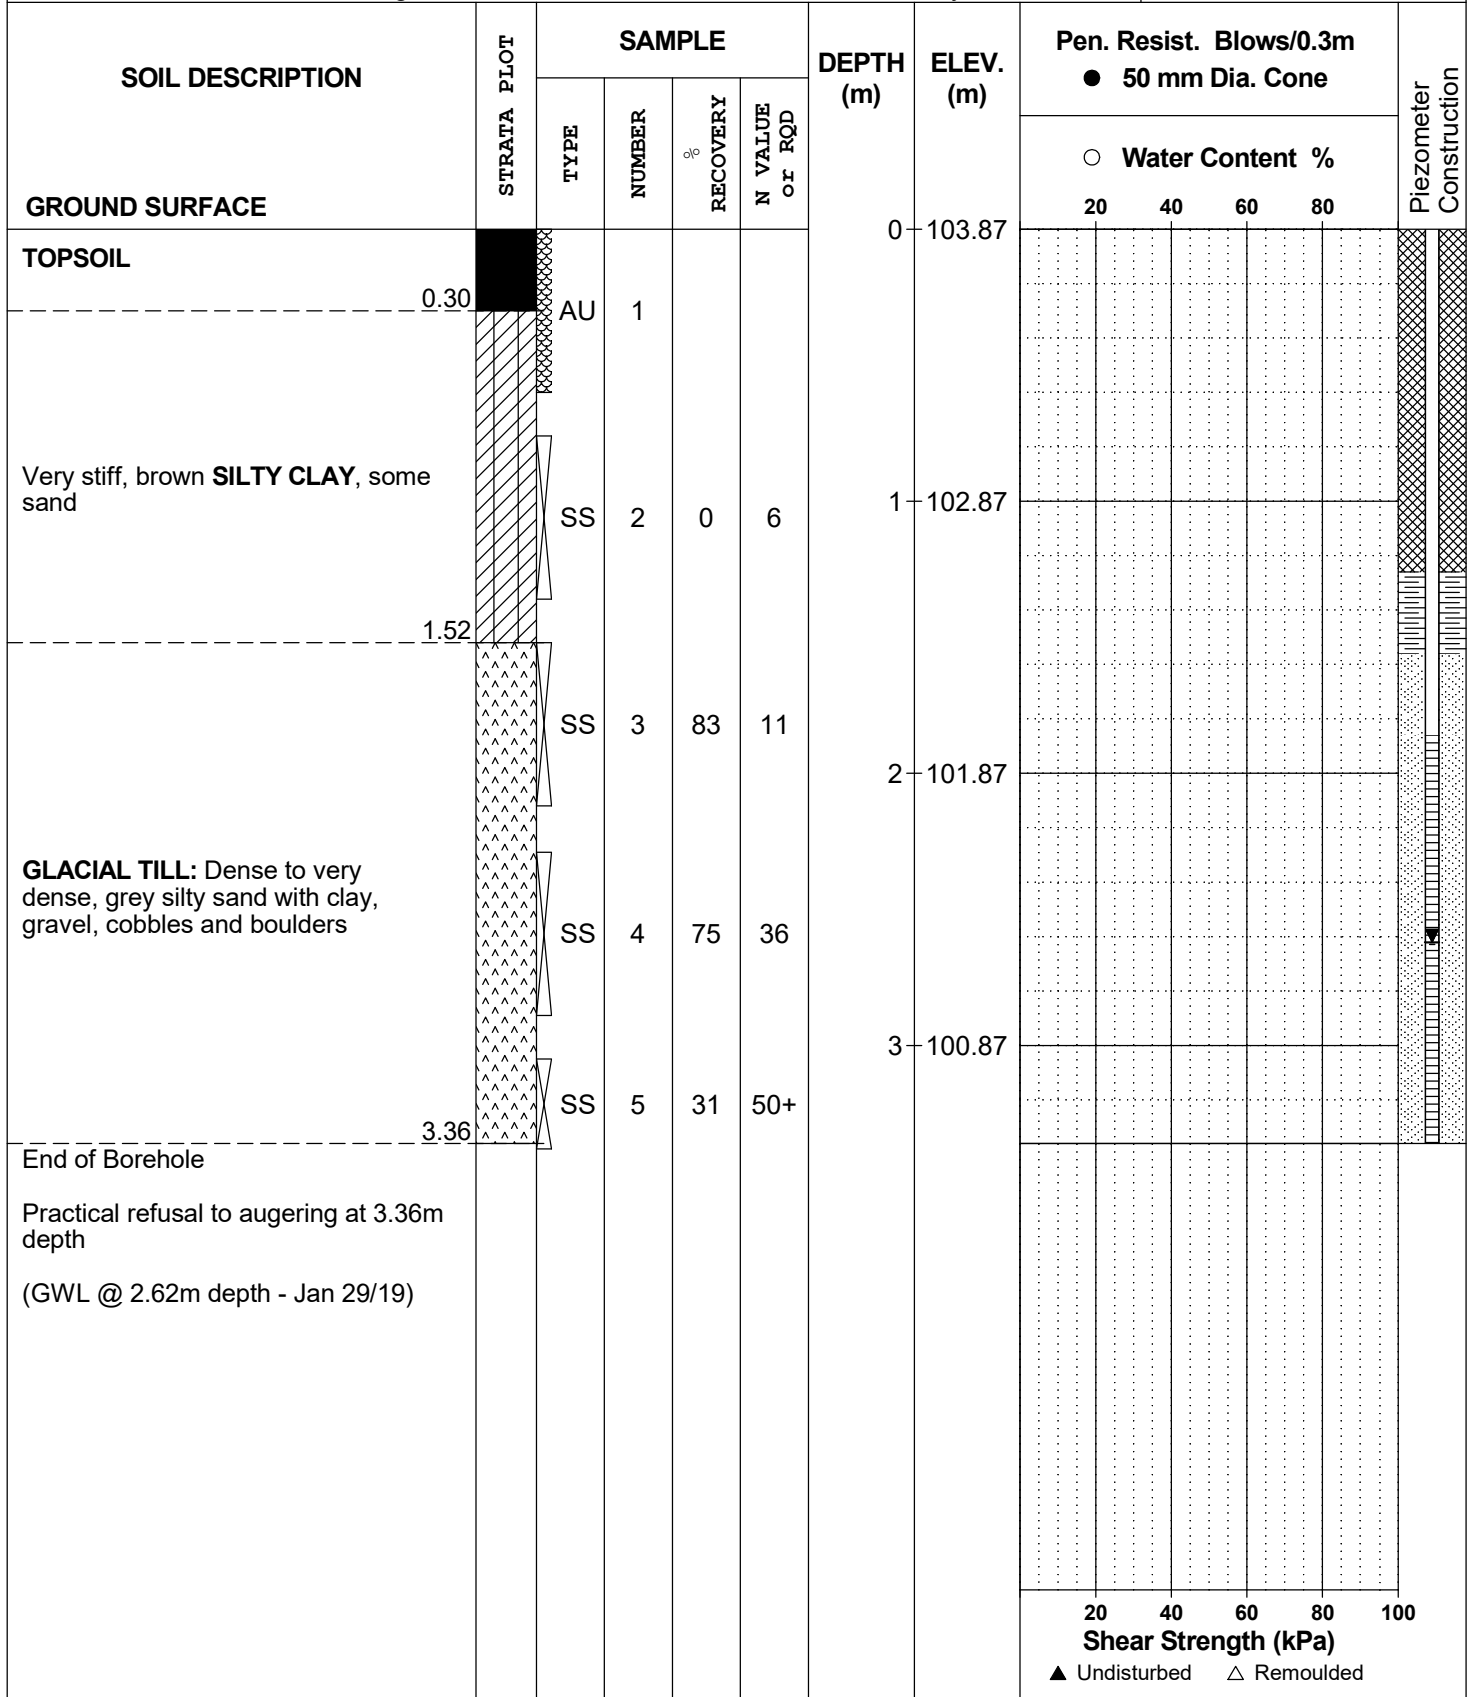 SOIL DESCRIPTION
GROUND SURFACE
STRATA PLOT
SAMPLE
TYPE
NUMBER
%
RECOVERY
N VALUE
or RQD
DEPTH
(m)
ELEV.
(m)
Pen. Resist. Blows/0.3m
● 50 mm Dia. Cone
○ Water Content %
20 40 60 80
Piezometer
Construction
0 103.87
TOPSOIL
0.30
AU 1
Very stiff, brown SILTY CLAY, some
sand
SS 2 0 6
1 102.87
1.52
SS 3 83 11
2 101.87
GLACIAL TILL: Dense to very
dense, grey silty sand with clay,
gravel, cobbles and boulders
SS 4 75 36
3 100.87
SS 5 31 50+
3.36
End of Borehole
Practical refusal to augering at 3.36m
depth
(GWL @ 2.62m depth - Jan 29/19)
20 40 60 80 100
Shear Strength (kPa)
▲ Undisturbed △ Remoulded